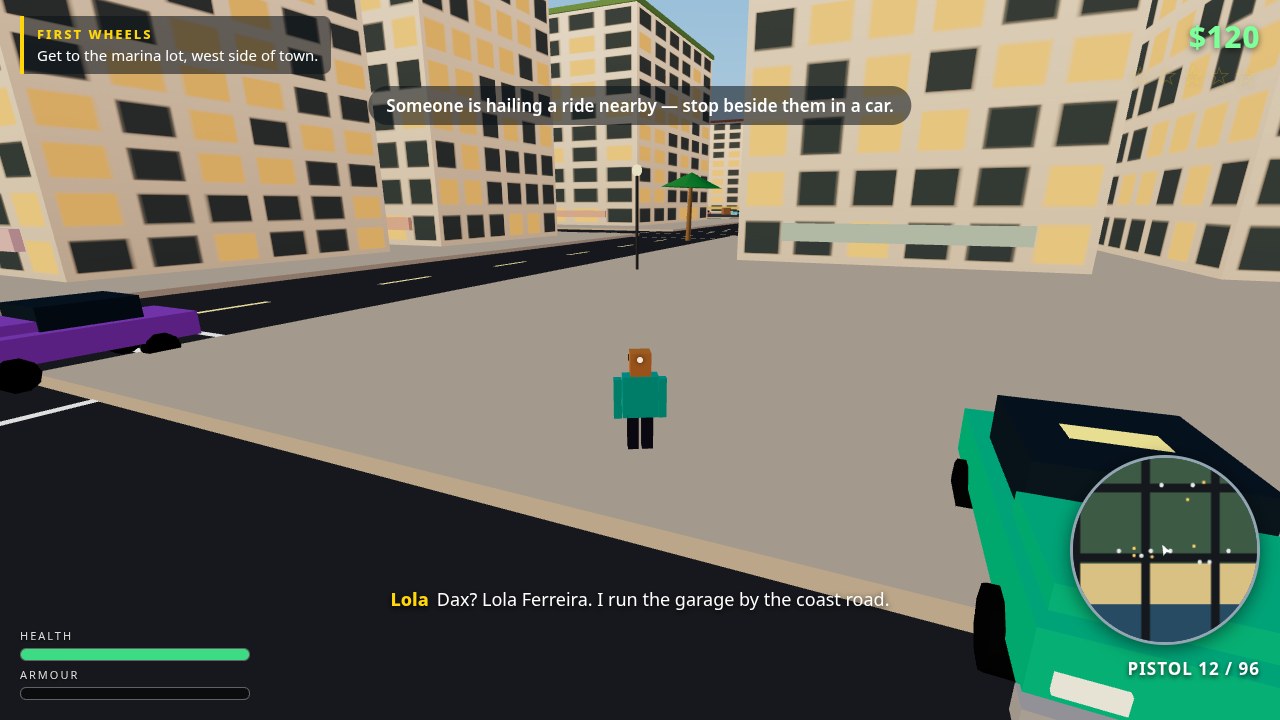 FIRST WHEELS
Get to the marina lot, west side of town.
$120
Someone is hailing a ride nearby — stop beside them in a car.
Lola Dax? Lola Ferreira. I run the garage by the coast road.
HEALTH
ARMOUR
PISTOL 12 / 96